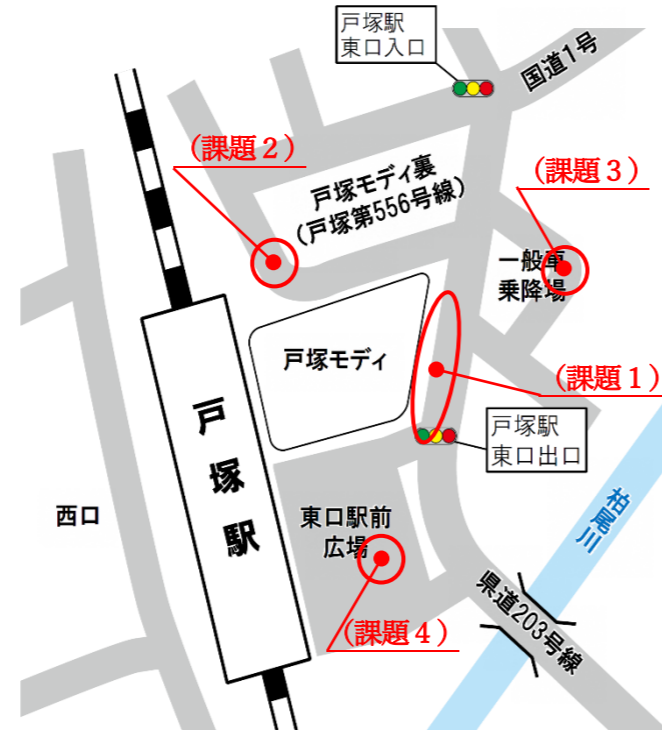 戸塚駅
東口入口
国道1号
(課題2)
戸塚モディ裏
(戸塚第556号線)
(課題3)
一般車
乗降場
戸塚モディ
(課題1)
戸塚駅
東口出口
戸塚駅
西口
東口駅前
広場
柏尾川
県道203号線
(課題4)